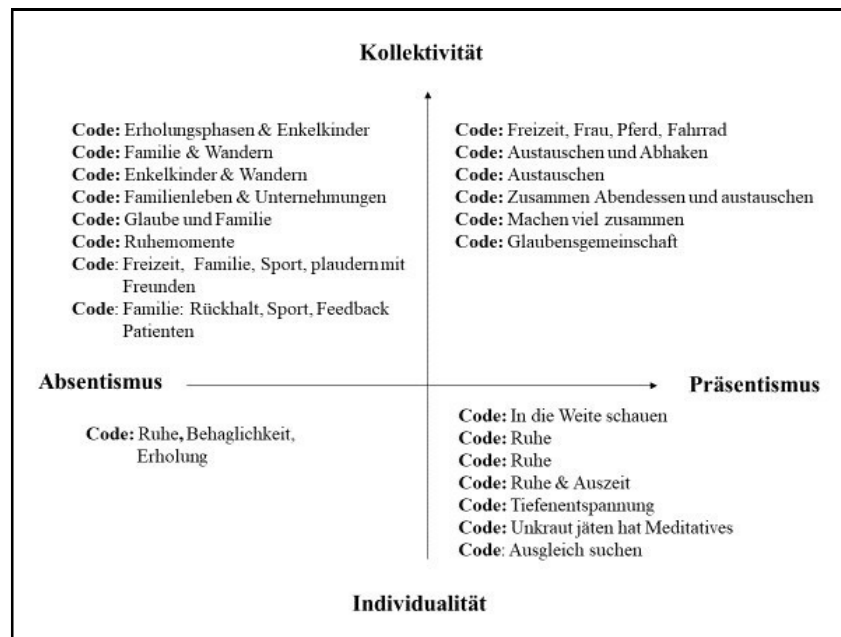 Kollektivität
Code: Erholungsphasen & Enkelkinder
Code: Familie & Wandern
Code: Enkelkinder & Wandern
Code: Familienleben & Unternehmungen
Code: Glaube und Familie
Code: Ruhemomente
Code: Freizeit, Familie, Sport, plaudern mit
Freunden
Code: Familie: Rückhalt, Sport, Feedback
Patienten
Code: Freizeit, Frau, Pferd, Fahrrad
Code: Austauschen und Abhaken
Code: Austauschen
Code: Zusammen Abendessen und austauschen
Code: Machen viel zusammen
Code: Glaubensgemeinschaft
Absentismus
Präsentismus
Code: Ruhe, Behaglichkeit,
Erholung
Code: In die Weite schauen
Code: Ruhe
Code: Ruhe
Code: Ruhe & Auszeit
Code: Tiefenentspannung
Code: Unkraut jäten hat Meditatives
Code: Ausgleich suchen
Individualität